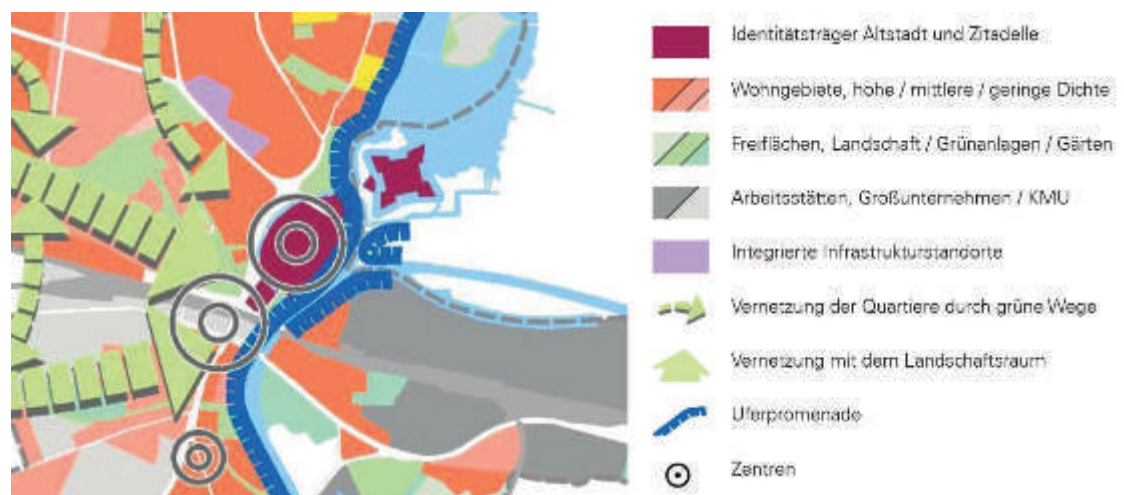 Identitätsträger Altstadt und Zitadelle
Wohngebiete, hohe / mittlere / geringe Dichte
Freiflächen, Landschaft / Grünanlagen / Gärten
Arbeitsstätten, Großunternehmen / KMU
Integrierte Infrastrukturstandorte
Vernetzung der Quartiere durch grüne Wege
Vernetzung mit dem Landschaftsraum
Uferpromenade
Zentren